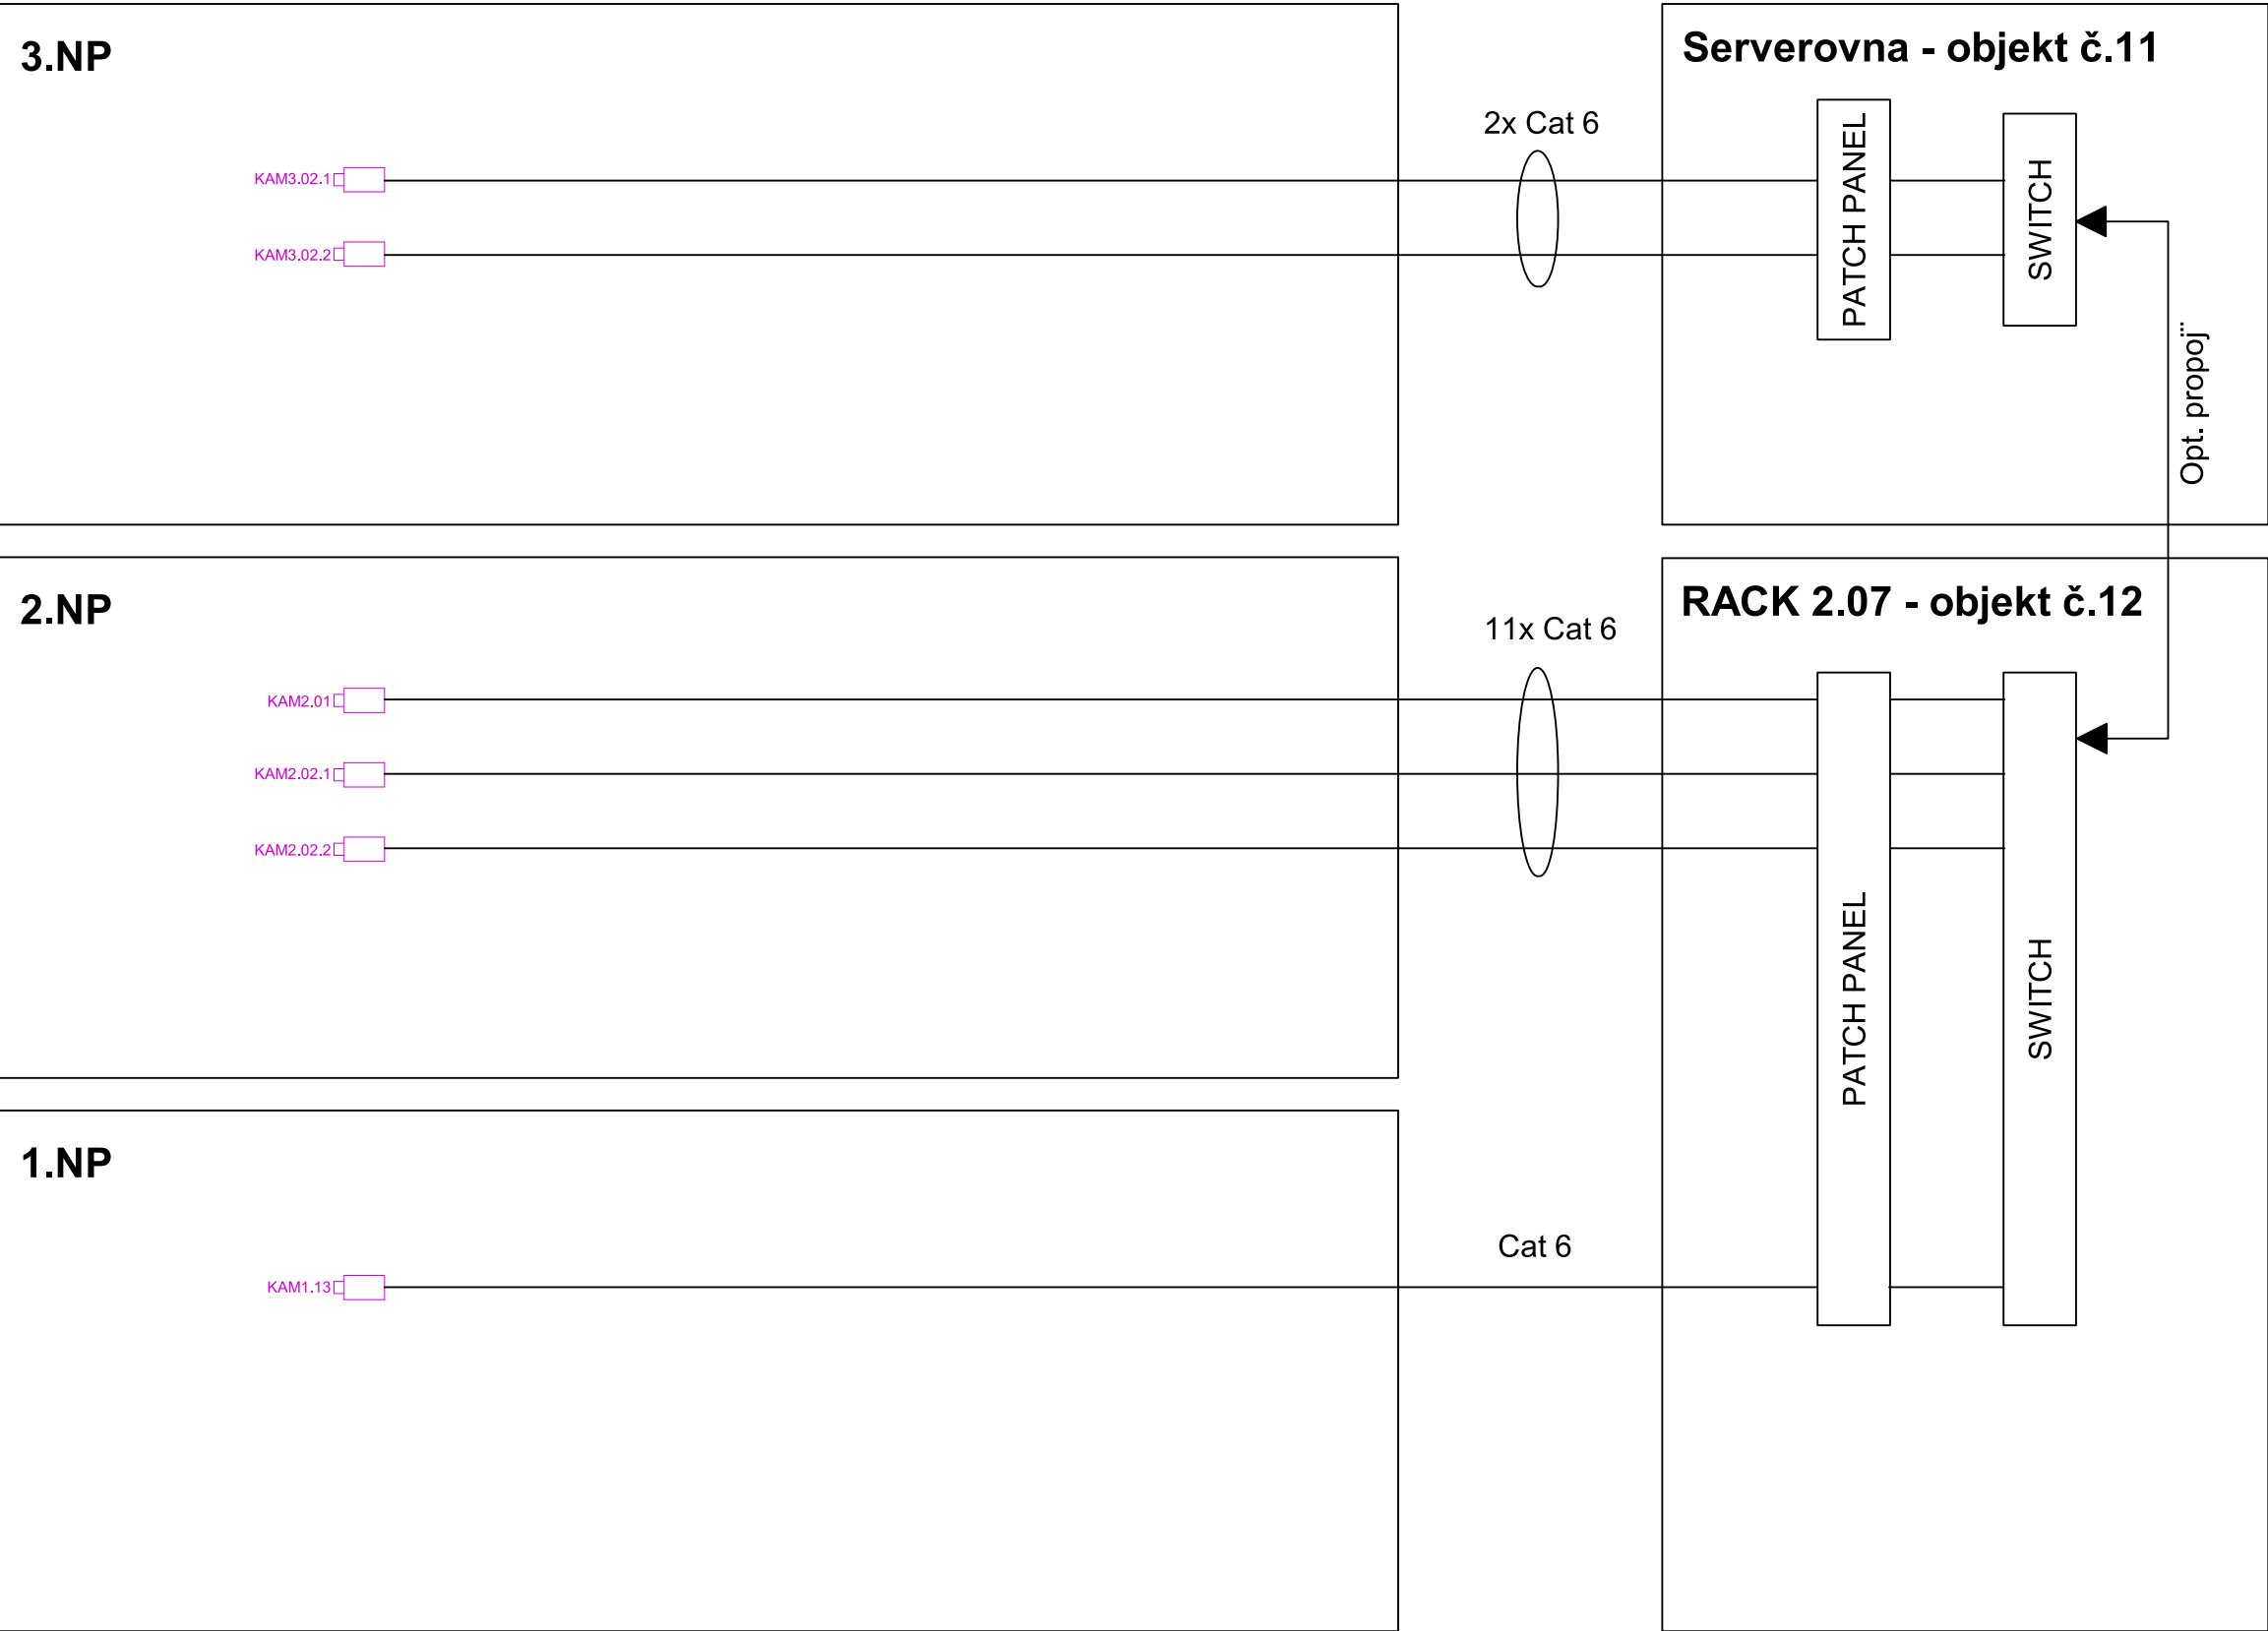 3.NP
Serverovna - objekt č.11
2x Cat 6
KAM3.02.1
KAM3.02.2
PATCH PANEL
SWITCH
Opt. propoj¨
2.NP
RACK 2.07 - objekt č.12
11x Cat 6
KAM2.01
KAM2.02.1
KAM2.02.2
PATCH PANEL
SWITCH
1.NP
Cat 6
KAM1.13